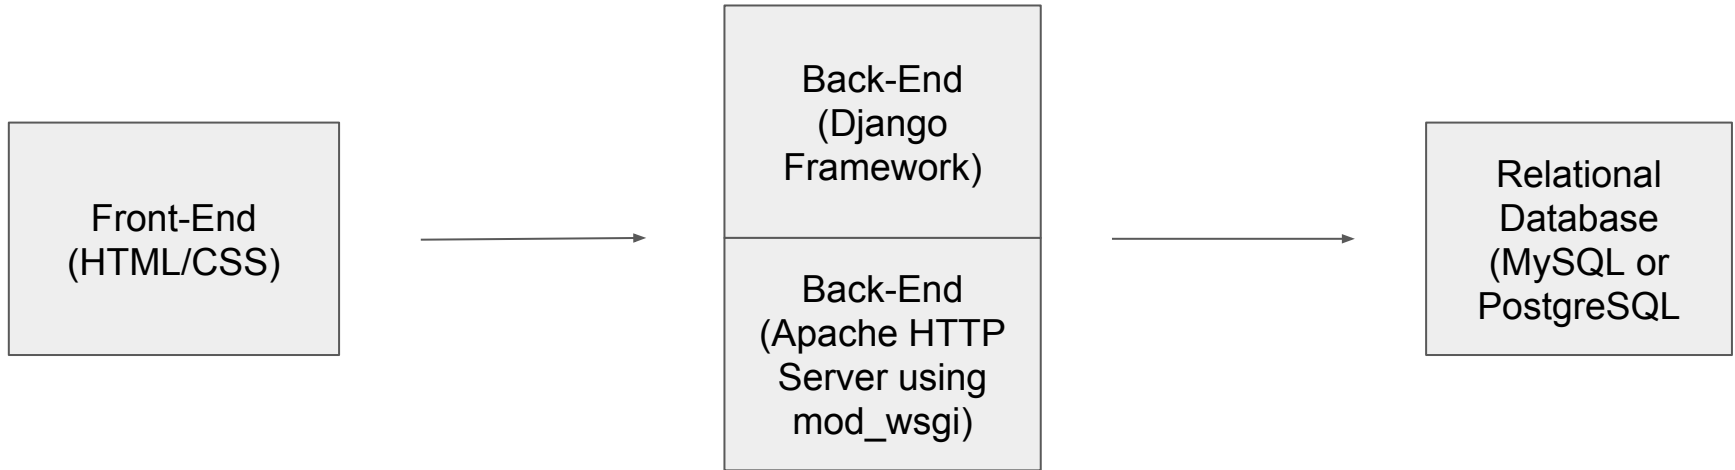 Front-End
(HTML/CSS)
Back-End
(Django
Framework)
Back-End
(Apache HTTP
Server using
mod_wsgi)
Relational
Database
(MySQL or
PostgreSQL